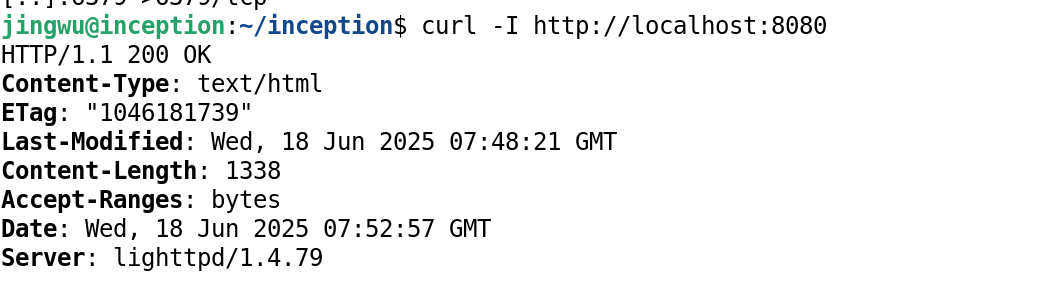 [::]:6379->6379/tcp
jingwu@inception:~/inception$ curl -I http://localhost:8080
HTTP/1.1 200 OK
Content-Type: text/html
ETag: "1046181739"
Last-Modified: Wed, 18 Jun 2025 07:48:21 GMT
Content-Length: 1338
Accept-Ranges: bytes
Date: Wed, 18 Jun 2025 07:52:57 GMT
Server: lighttpd/1.4.79